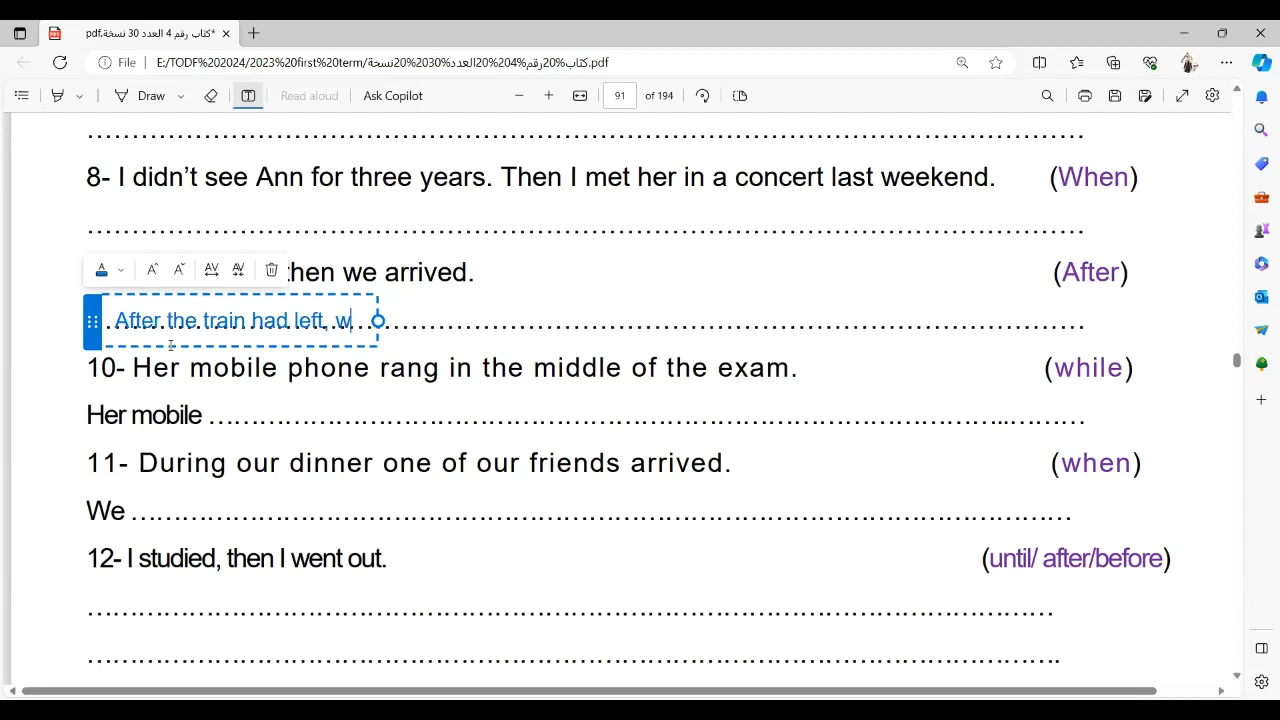 *كتاب رقم 4 العدد 30 نسخة.pdf
File E:/TODF%202024/2023%20first%20term/كتاب%20رقم%204%20العدد%2030%20نسخة.pdf
Draw Read aloud Ask Copilot 91 of 194
……………………………………………………………………………………………
8- I didn’t see Ann for three years. Then I met her in a concert last weekend. (When)
……………………………………………………………………………………………
then we arrived. (After)
After the train had left, w
10- Her mobile phone rang in the middle of the exam. (while)
Her mobile ……………………………………………………………………………...………
11- During our dinner one of our friends arrived. (when)
We ………………………………………………………………………………………
12- I studied, then I went out. (until/ after/before)
…………………………………………………………………………………………
………………………………………………………………………………………….